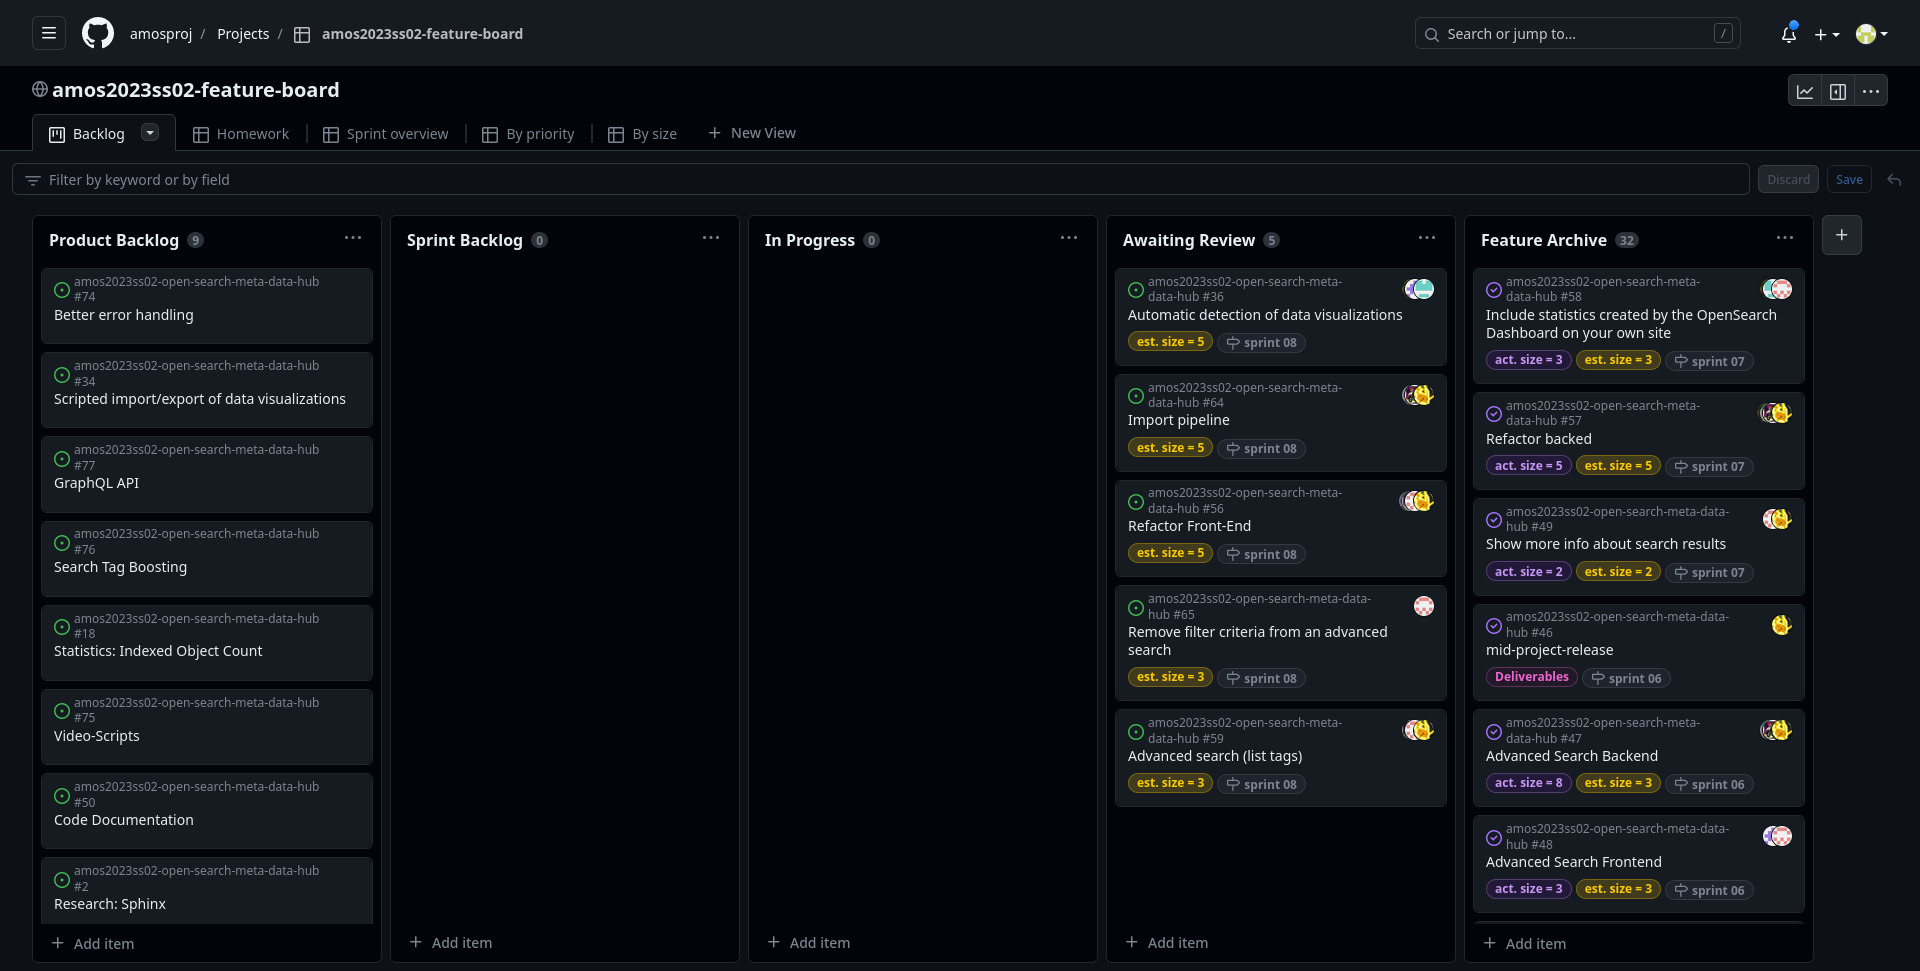 amosproj / Projects / amos2023ss02-feature-board
Search or jump to... /
amos2023ss02-feature-board
Backlog Homework Sprint overview By priority By size New View
Filter by keyword or by field Discard Save
Product Backlog 9
amos2023ss02-open-search-meta-data-hub
#74
Better error handling
amos2023ss02-open-search-meta-data-hub
#34
Scripted import/export of data visualizations
amos2023ss02-open-search-meta-data-hub
#77
GraphQL API
amos2023ss02-open-search-meta-data-hub
#76
Search Tag Boosting
amos2023ss02-open-search-meta-data-hub
#18
Statistics: Indexed Object Count
amos2023ss02-open-search-meta-data-hub
#75
Video-Scripts
amos2023ss02-open-search-meta-data-hub
#50
Code Documentation
amos2023ss02-open-search-meta-data-hub
#2
Research: Sphinx
Add item
Sprint Backlog 0
Add item
In Progress 0
Add item
Awaiting Review 5
amos2023ss02-open-search-meta-
data-hub #36
Automatic detection of data visualizations
est. size = 5 sprint 08
amos2023ss02-open-search-meta-
data-hub #64
Import pipeline
est. size = 5 sprint 08
amos2023ss02-open-search-meta-
data-hub #56
Refactor Front-End
est. size = 5 sprint 08
amos2023ss02-open-search-meta-data-
hub #65
Remove filter criteria from an advanced
search
est. size = 3 sprint 08
amos2023ss02-open-search-meta-
data-hub #59
Advanced search (list tags)
est. size = 3 sprint 08
Add item
Feature Archive 32
amos2023ss02-open-search-meta-
data-hub #58
Include statistics created by the OpenSearch
Dashboard on your own site
act. size = 3 est. size = 3 sprint 07
amos2023ss02-open-search-meta-
data-hub #57
Refactor backed
act. size = 5 est. size = 5 sprint 07
amos2023ss02-open-search-meta-data-
hub #49
Show more info about search results
act. size = 2 est. size = 2 sprint 07
amos2023ss02-open-search-meta-data-
hub #46
mid-project-release
Deliverables sprint 06
amos2023ss02-open-search-meta-
data-hub #47
Advanced Search Backend
act. size = 8 est. size = 3 sprint 06
amos2023ss02-open-search-meta-data-
hub #48
Advanced Search Frontend
act. size = 3 est. size = 3 sprint 06
Add item